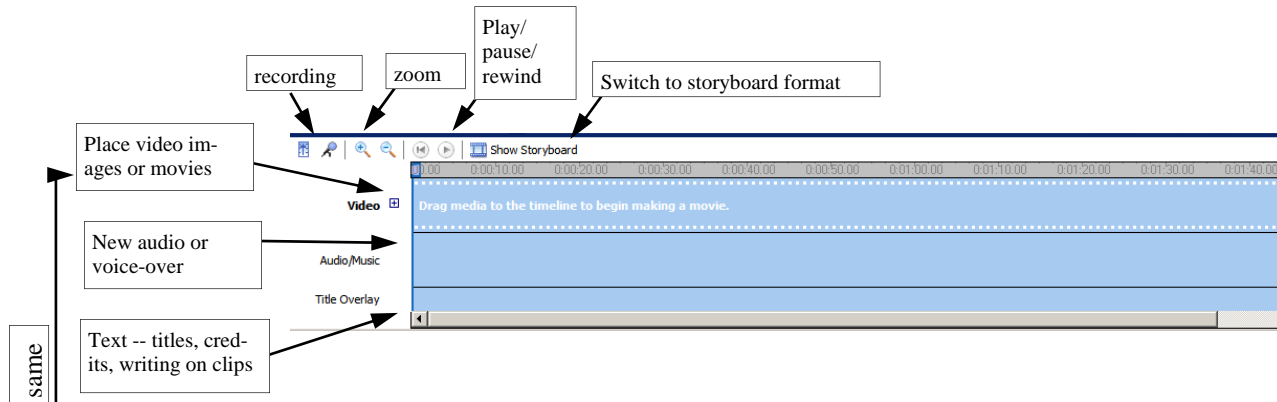 Play/
pause/
rewind
recording
zoom
Switch to storyboard format
Place video im-
ages or movies
Show Storyboard
0:00 0:00:10.00 0:00:20.00 0:00:30.00 0:00:40.00 0:00:50.00 0:01:00.00 0:01:10.00 0:01:20.00 0:01:30.00 0:01:40.00
Video
Drag media to the timeline to begin making a movie.
New audio or
voice-over
Audio/Music
Title Overlay
Text -- titles, cred-
its, writing on clips
same